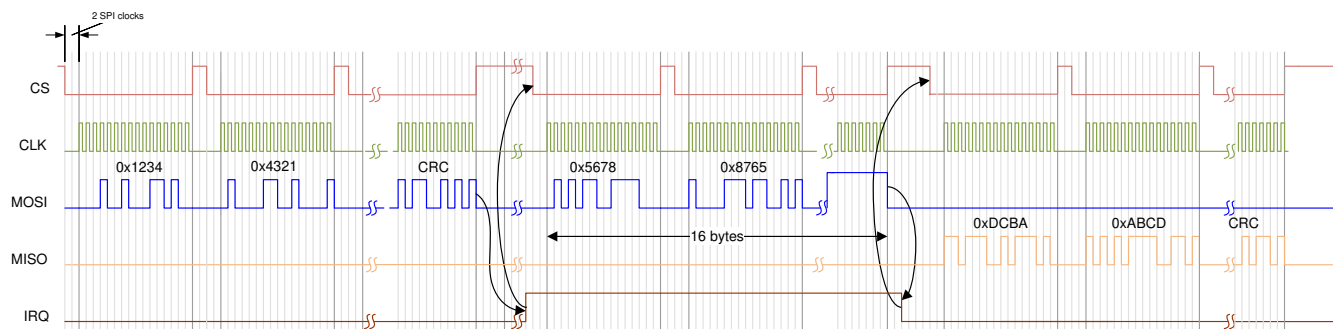 2 SPI clocks
CS
CLK
0x1234
0x4321
CRC
0x5678
0x8765
MOSI
16 bytes
0xDCBA
0xABCD
CRC
MISO
IRQ